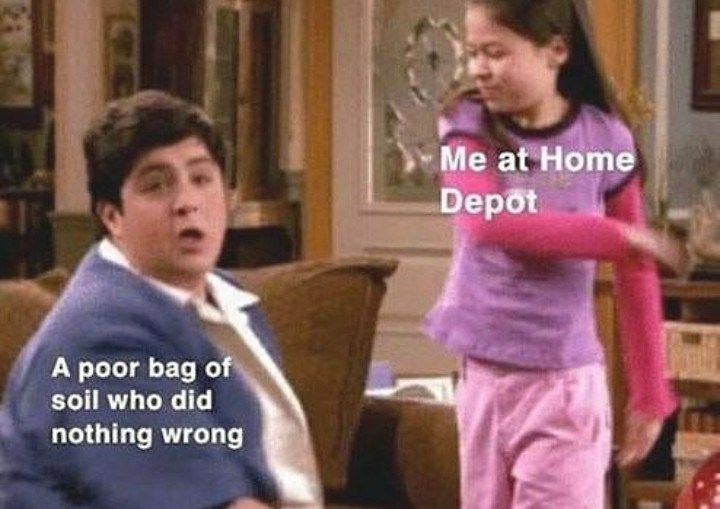 Me at Home
Depot
A poor bag of
soil who did
nothing wrong